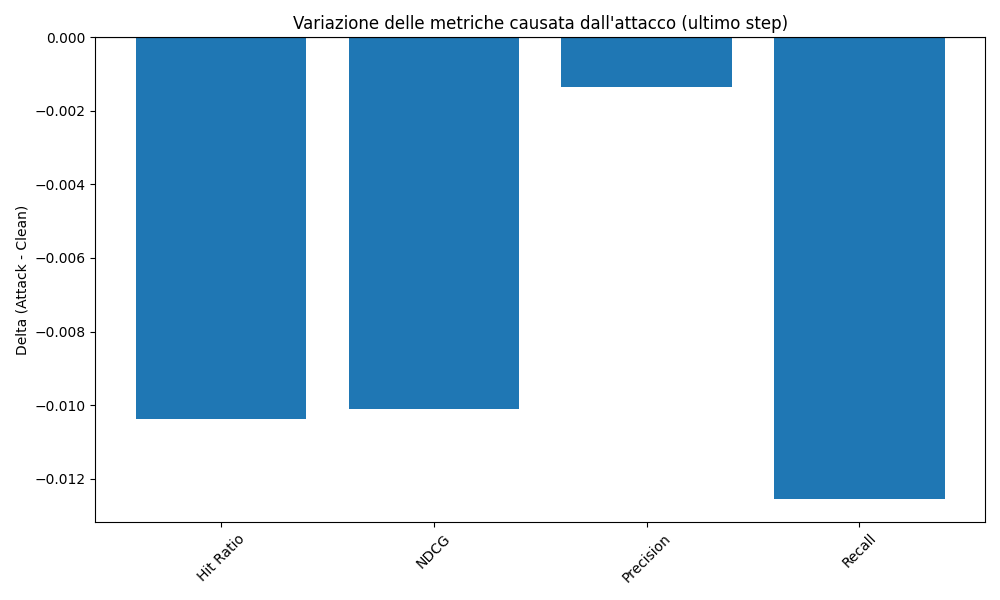 Variazione delle metriche causata dall'attacco (ultimo step)
0.000
−0.002
−0.004
−0.006
−0.008
−0.010
−0.012
Delta (Attack - Clean)
Hit Ratio
NDCG
Precision
Recall